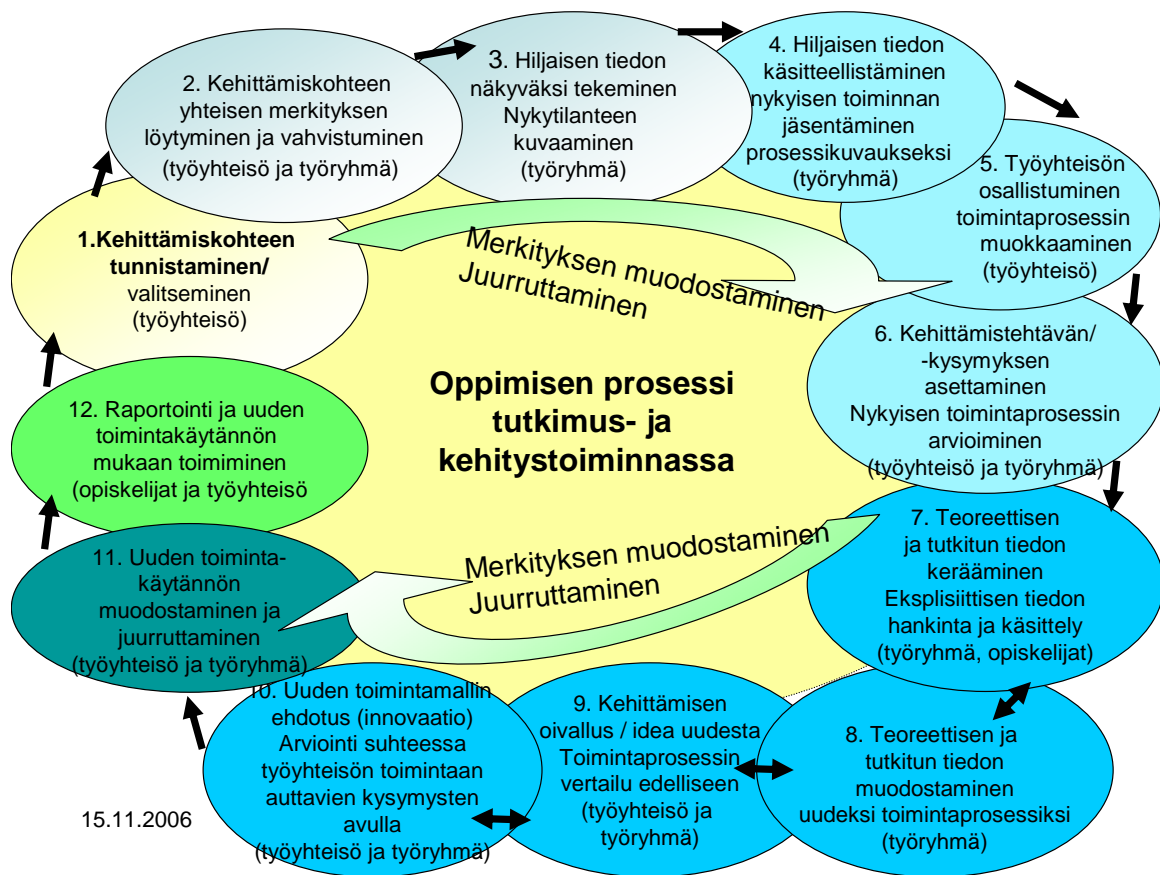 2. Kehittämiskohteen
yhteisen merkityksen
löytyminen ja vahvistuminen
(työyhteisö ja työryhmä)
3. Hiljaisen tiedon
näkyväksi tekeminen
Nykytilanteen
kuvaaminen
(työryhmä)
4. Hiljaisen tiedon
käsitteellistäminen
nykyisen toiminnan
jäsentäminen
prosessikuvaukseksi
(työryhmä)
5. Työyhteisön
osallistuminen
toimintaprosessin
muokkaaminen
(työyhteisö)
1.Kehittämiskohteen
tunnistaminen/
valitseminen
(työyhteisö)
Merkityksen muodostaminen
Juurruttaminen
6. Kehittämistehtävän/
-kysymyksen
asettaminen
Nykyisen toimintaprosessin
arvioiminen
(työyhteisö ja työryhmä)
Oppimisen prosessi
tutkimus- ja
kehitystoiminnassa
12. Raportointi ja uuden
toimintakäytännön
mukaan toimiminen
(opiskelijat ja työyhteisö
7. Teoreettisen
ja tutkitun tiedon
kerääminen
Eksplisiittisen tiedon
hankinta ja käsittely
(työryhmä, opiskelijat)
Merkityksen muodostaminen
Juurruttaminen
11. Uuden toiminta-
käytännön
muodostaminen ja
juurruttaminen
(työyhteisö ja työryhmä)
10. Uuden toimintamallin
ehdotus (innovaatio)
Arviointi suhteessa
työyhteisön toimintaan
auttavien kysymysten
avulla
(työyhteisö ja työryhmä)
9. Kehittämisen
oivallus / idea uudesta
Toimintaprosessin
vertailu edelliseen
(työyhteisö ja
työryhmä)
8. Teoreettisen ja
tutkitun tiedon
muodostaminen
uudeksi toimintaprosessiksi
(työryhmä)
15.11.2006